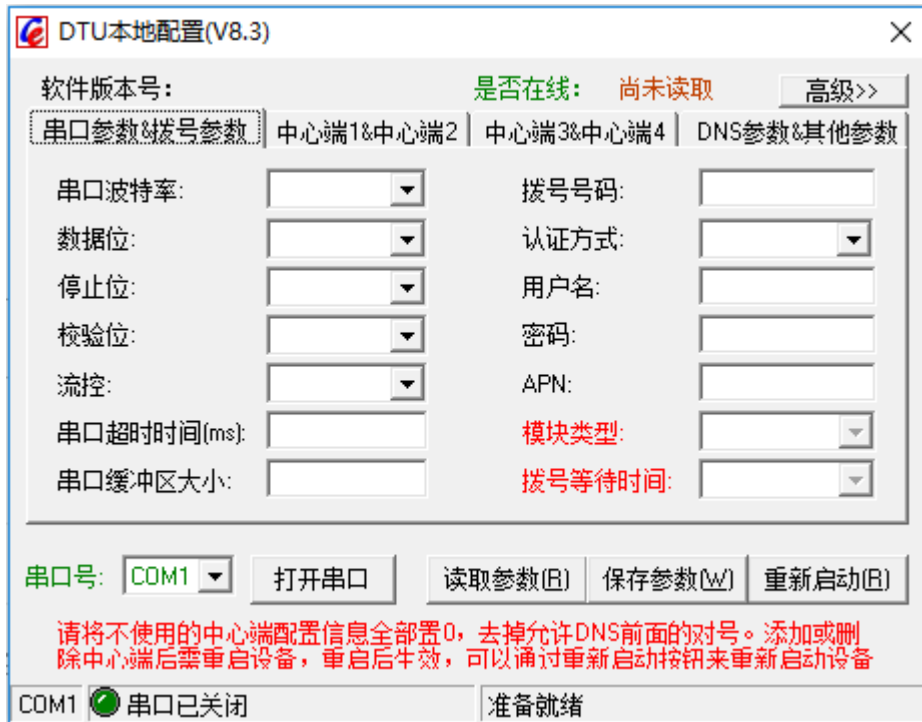 DTU本地配置(V8.3)
软件版本号: 是否在线: 尚未读取 高级>>
串口参数&拨号参数 中心端1&中心端2 中心端3&中心端4 DNS参数&其他参数
串口波特率: 拨号号码:
数据位: 认证方式:
停止位: 用户名:
校验位: 密码:
流控: APN:
串口超时时间(ms): 模块类型:
串口缓冲区大小: 拨号等待时间:
串口号: COM1 打开串口 读取参数(R) 保存参数(W) 重新启动(R)
请将不使用的中心端配置信息全部置0，去掉允许DNS前面的对号。添加或删
除中心端后需重启设备，重启后生效，可以通过重新启动按钮来重新启动设备
COM1 串口已关闭 准备就绪